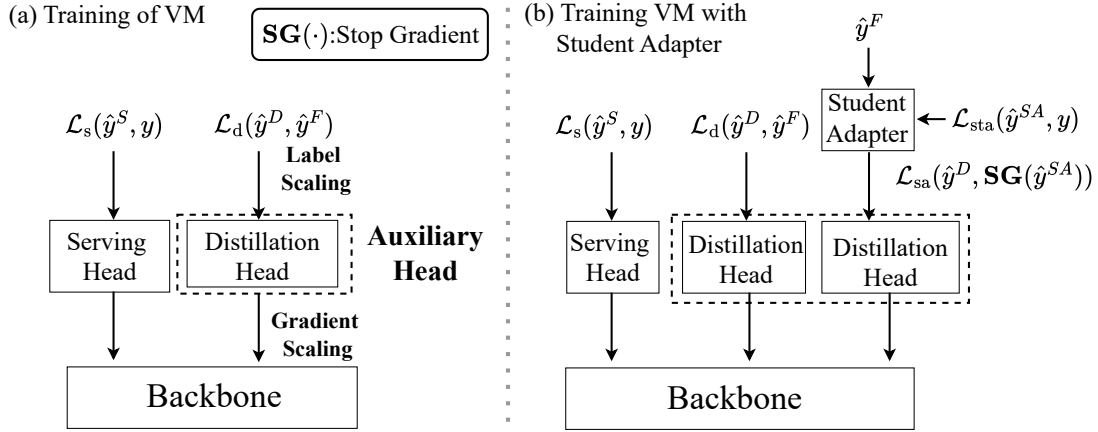 (a) Training of VM
SG(·):Stop Gradient
ℒ_s(ŷ^S, y)
ℒ_d(ŷ^D, ŷ^F)
Label
Scaling
Serving
Head
Distillation
Head
Auxiliary
Head
Gradient
Scaling
Backbone
(b) Training VM with
Student Adapter
ŷ^F
Student
Adapter
ℒ_s(ŷ^S, y)
ℒ_d(ŷ^D, ŷ^F)
ℒ_sta(ŷ^SA, y)
ℒ_sa(ŷ^D, SG(ŷ^SA))
Serving
Head
Distillation
Head
Distillation
Head
Backbone